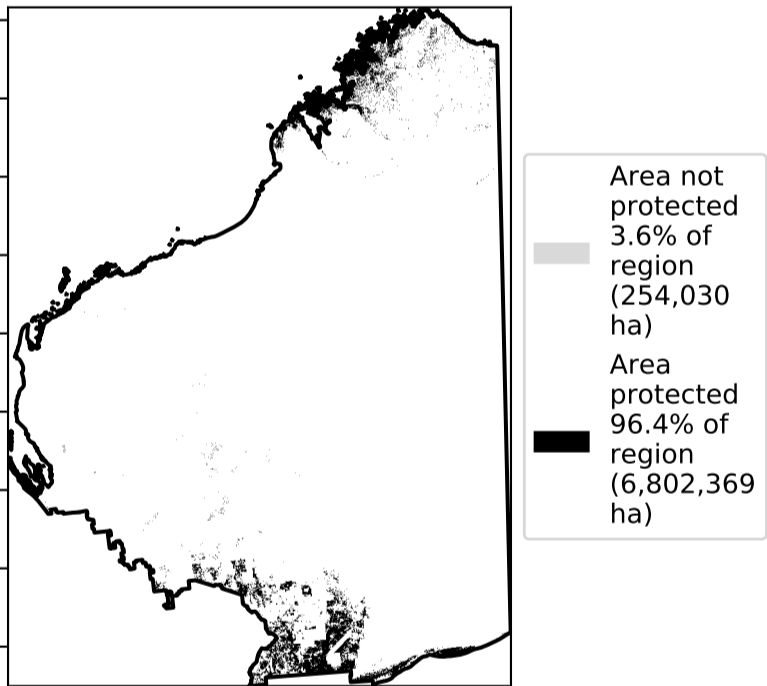 Area not
protected
3.6% of
region
(254,030
ha)
Area
protected
96.4% of
region
(6,802,369
ha)